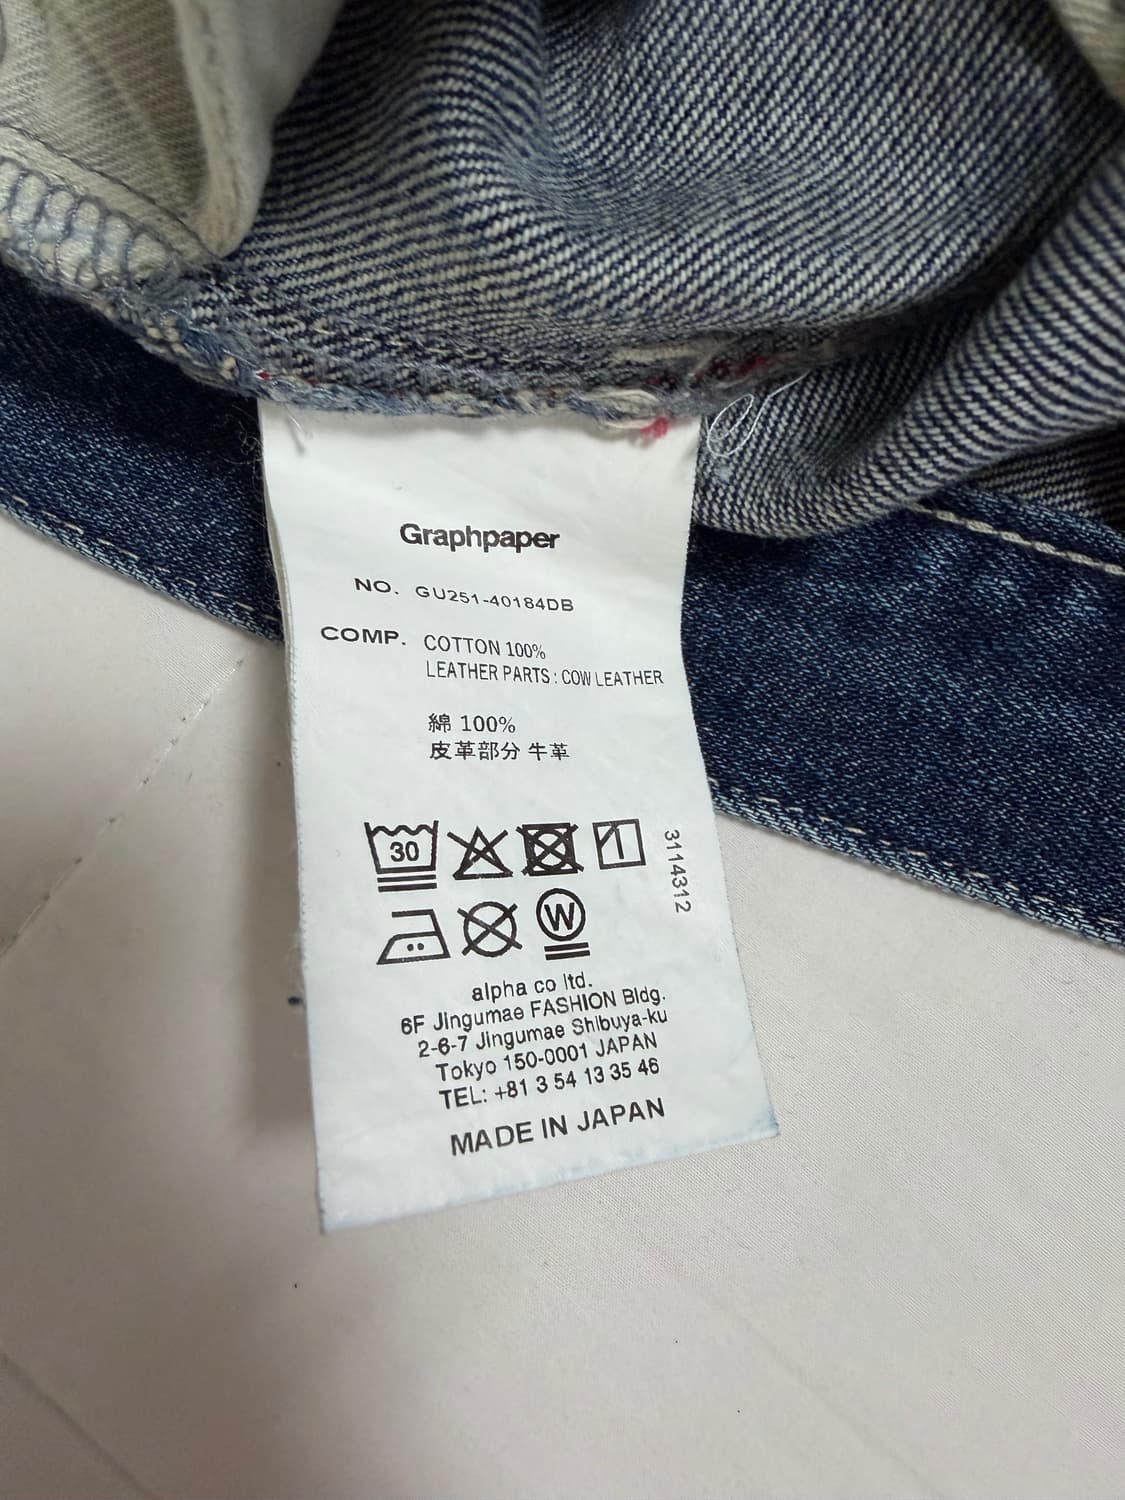 Graphpaper
NO. GU251-40184DB
COMP. COTTON 100%
LEATHER PARTS : COW LEATHER
綿 100%
皮革部分 牛革
30
3114312
W
alpha co ltd.
6F Jingumae FASHION Bldg.
2-6-7 Jingumae Shibuya-ku
Tokyo 150-0001 JAPAN
TEL: +81 3 54 13 35 46
MADE IN JAPAN